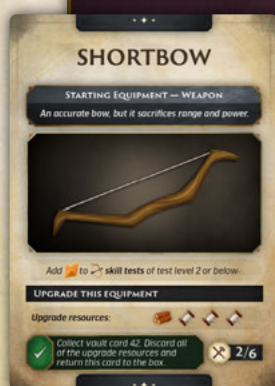 SHORTBOW
STARTING EQUIPMENT — WEAPON
An accurate bow, but it sacrifices range and power.
Add to skill tests of test level 2 or below
UPGRADE THIS EQUIPMENT
Upgrade resources:
Collect vault card 42. Discard all
of the upgrade resources and
return this card to the box.
2/6